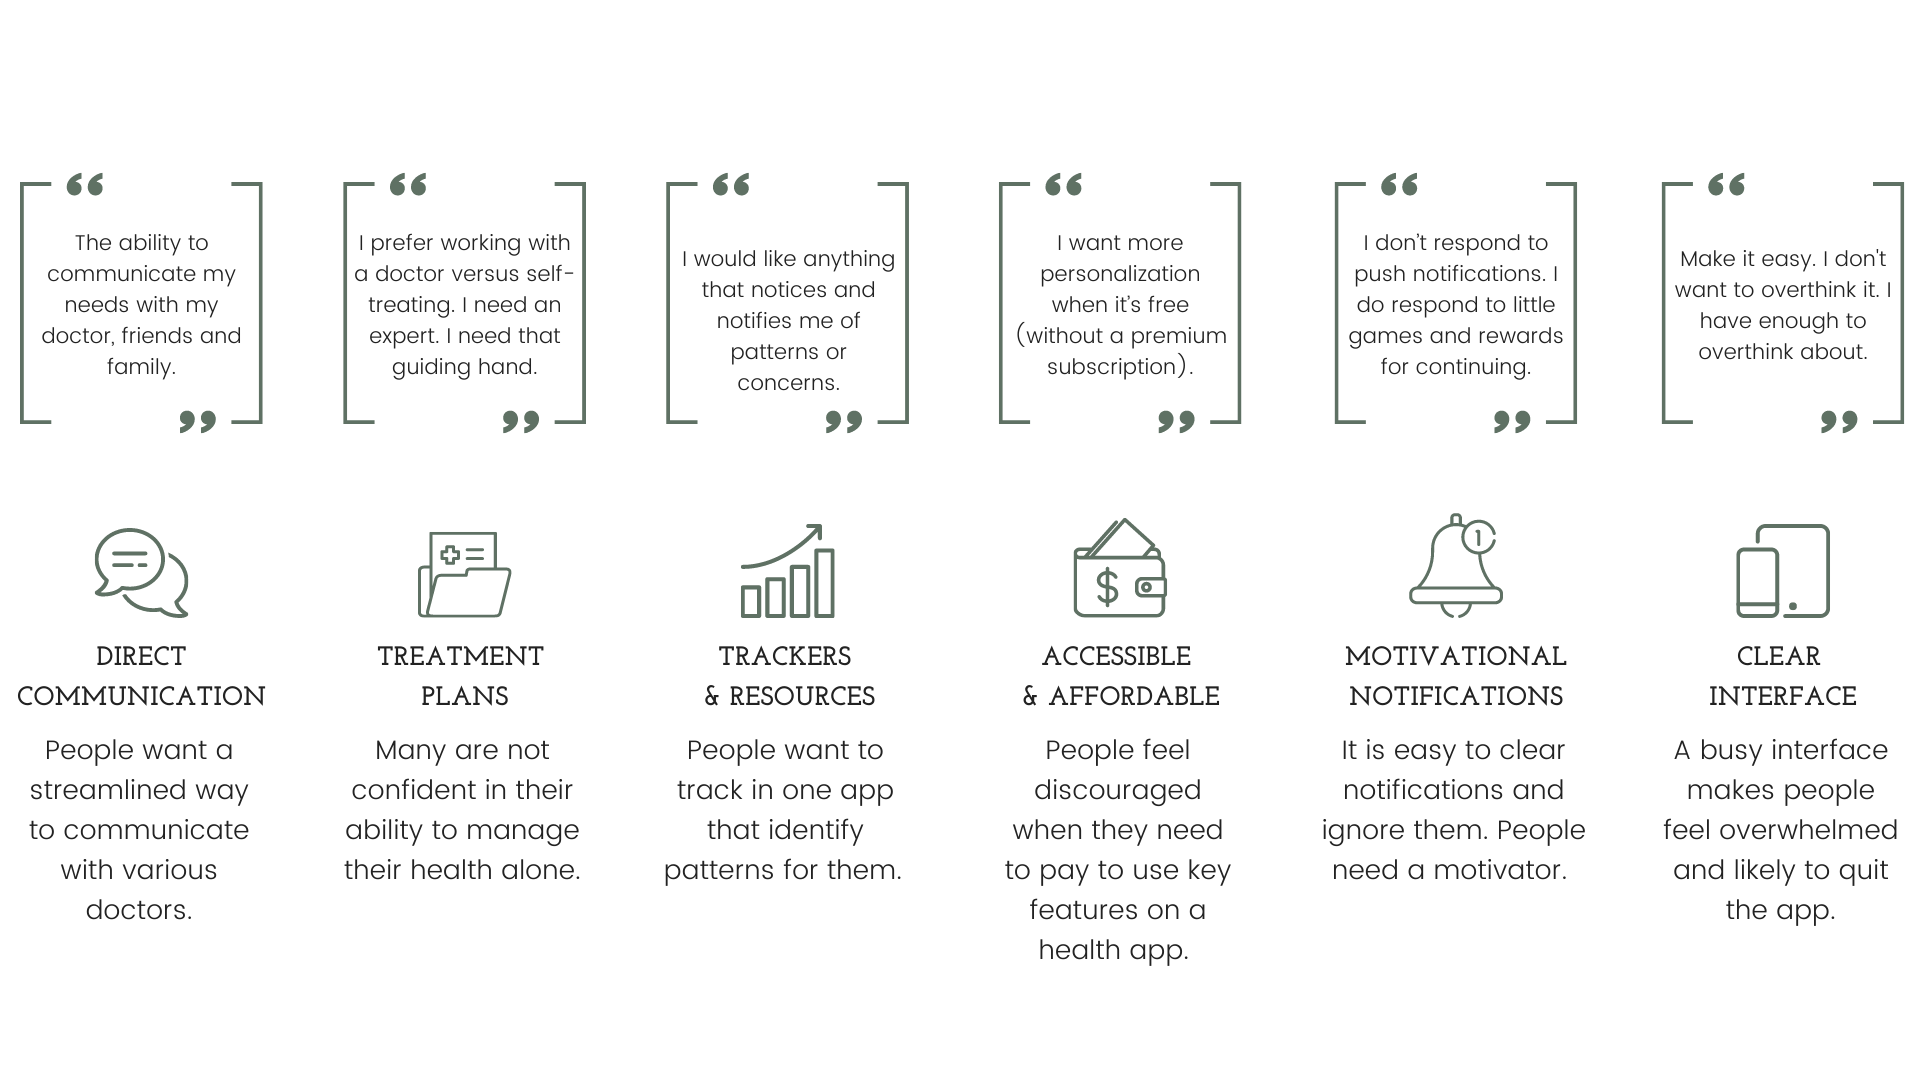 “
The ability to
communicate my
needs with my
doctor, friends and
family.
”
“
I prefer working with
a doctor versus self-
treating. I need an
expert. I need that
guiding hand.
”
“
I would like anything
that notices and
notifies me of
patterns or
concerns.
”
“
I want more
personalization
when it’s free
(without a premium
subscription).
”
“
I don’t respond to
push notifications. I
do respond to little
games and rewards
for continuing.
”
“
Make it easy. I don't
want to overthink it. I
have enough to
overthink about.
”
DIRECT
COMMUNICATION
People want a
streamlined way
to communicate
with various
doctors.
TREATMENT
PLANS
Many are not
confident in their
ability to manage
their health alone.
TRACKERS
& RESOURCES
People want to
track in one app
that identify
patterns for them.
$
ACCESSIBLE
& AFFORDABLE
People feel
discouraged
when they need
to pay to use key
features on a
health app.
1
MOTIVATIONAL
NOTIFICATIONS
It is easy to clear
notifications and
ignore them. People
need a motivator.
CLEAR
INTERFACE
A busy interface
makes people
feel overwhelmed
and likely to quit
the app.